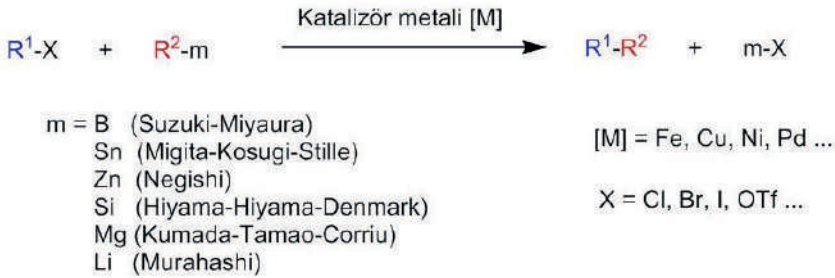 Katalizör metali [M]
R¹-X + R²-m R¹-R² + m-X
m = B (Suzuki-Miyaura)
Sn (Migita-Kosugi-Stille)
Zn (Negishi)
Si (Hiyama-Hiyama-Denmark)
Mg (Kumada-Tamao-Corriu)
Li (Murahashi)
[M] = Fe, Cu, Ni, Pd ...
X = Cl, Br, I, OTf ...